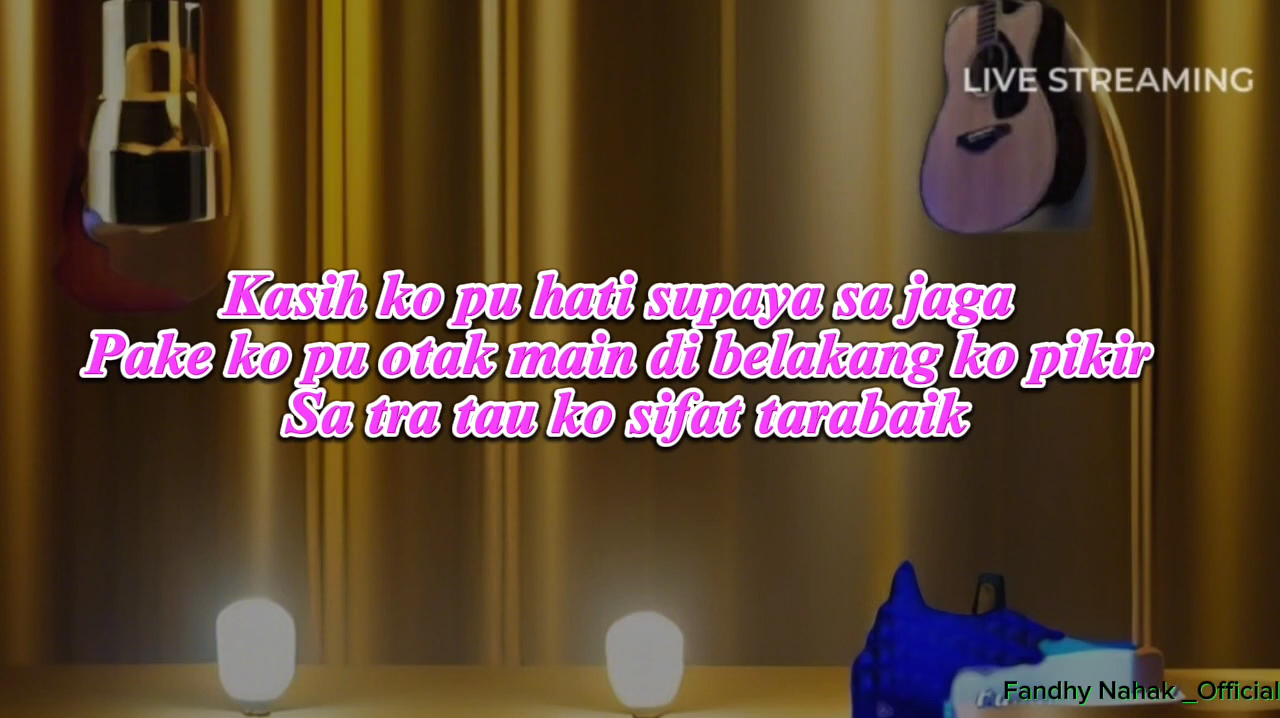 LIVE STREAMING
Kasih ko pu hati supaya sa jaga
Pake ko pu otak main di belakang ko pikir
Sa tra tau ko sifat tarabaik
Fandhy Nahak _Official